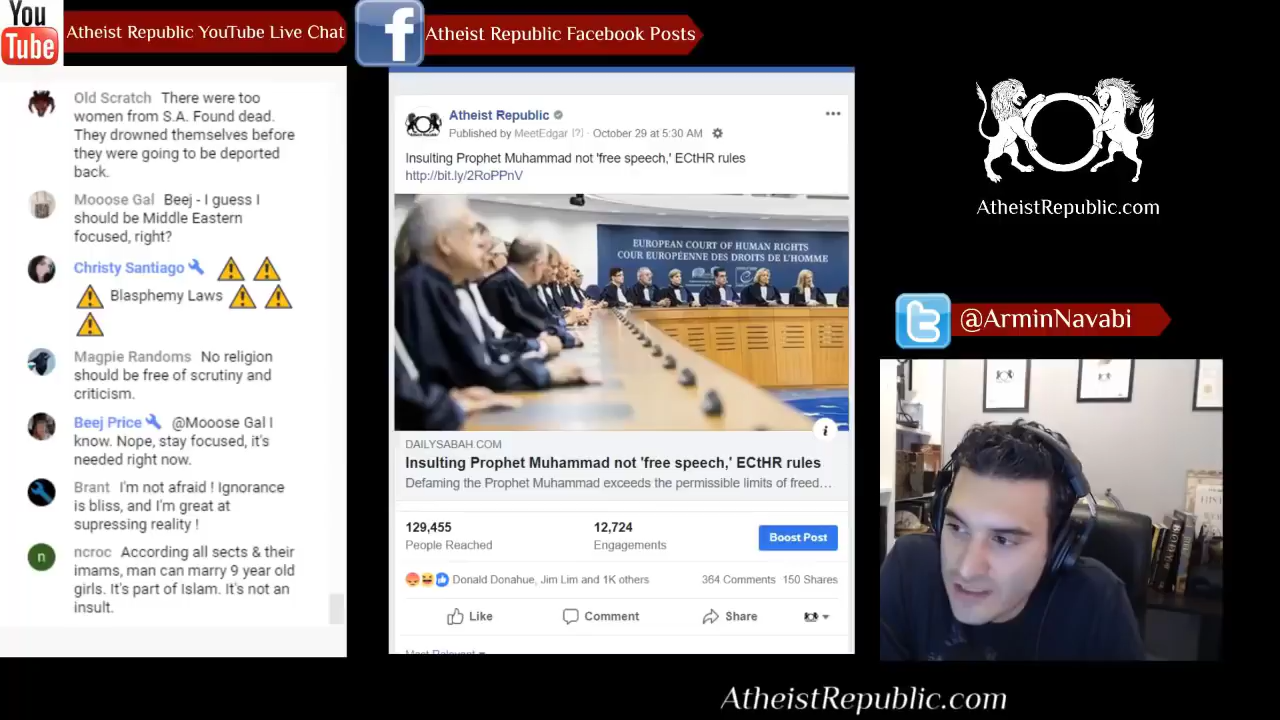 You
Tube
Atheist Republic YouTube Live Chat
Atheist Republic Facebook Posts
Old Scratch There were too
women from S.A. Found dead.
They drowned themselves before
they were going to be deported
back.
Mooose Gal Beej - I guess I
should be Middle Eastern
focused, right?
Christy Santiago
Blasphemy Laws
Magpie Randoms No religion
should be free of scrutiny and
criticism.
Beej Price @Mooose Gal I
know. Nope, stay focused, it's
needed right now.
Brant I'm not afraid ! Ignorance
is bliss, and I'm great at
supressing reality !
n
ncroc According all sects & their
imams, man can marry 9 year old
girls. It's part of Islam. It's not an
insult.
Atheist Republic
Published by MeetEdgar [?] · October 29 at 5:30 AM
Insulting Prophet Muhammad not 'free speech,' ECtHR rules
http://bit.ly/2RoPPnV
EUROPEAN COURT OF HUMAN RIGHTS
COUR EUROPÉENNE DES DROITS DE L'HOMME
i
DAILYSABAH.COM
Insulting Prophet Muhammad not 'free speech,' ECtHR rules
Defaming the Prophet Muhammad exceeds the permissible limits of freed...
129,455 12,724
People Reached Engagements
Boost Post
Donald Donahue, Jim Lim and 1K others 364 Comments 150 Shares
Like Comment Share
Most Relevant
AtheistRepublic.com
@ArminNavabi
AtheistRepublic.com